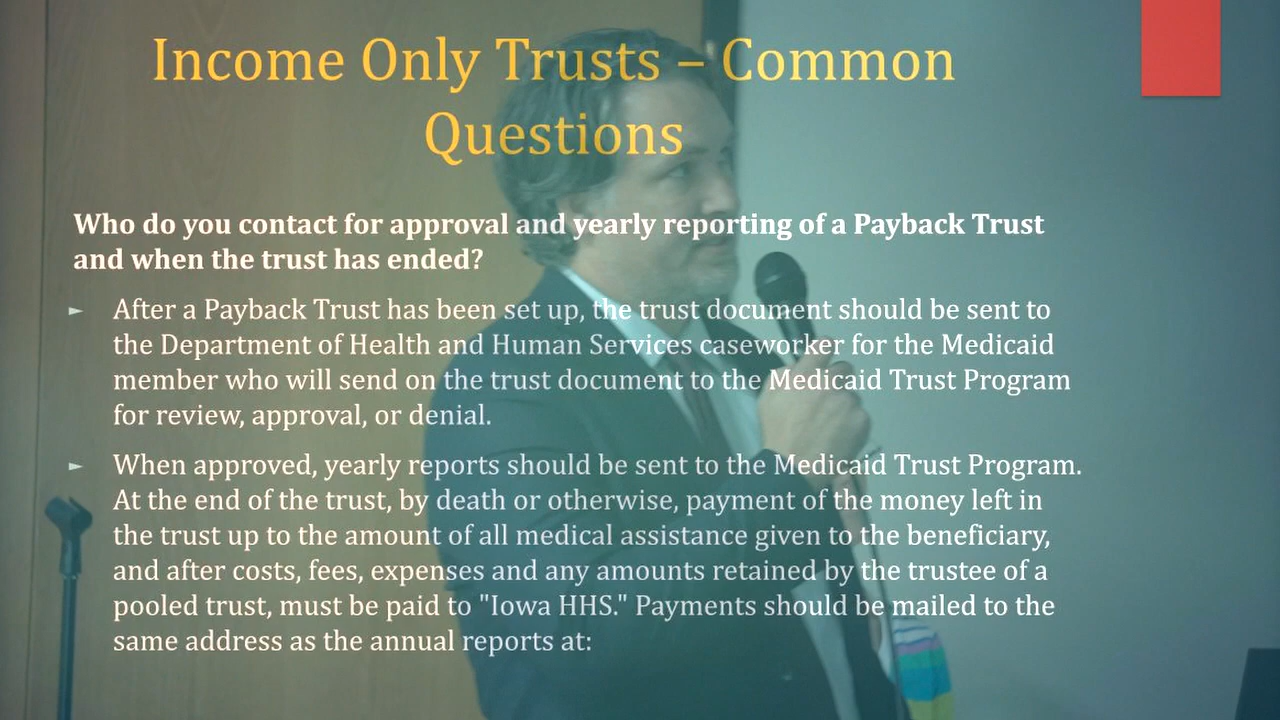 Income Only Trusts – Common
Questions
Who do you contact for approval and yearly reporting of a Payback Trust
and when the trust has ended?
► After a Payback Trust has been set up, the trust document should be sent to
the Department of Health and Human Services caseworker for the Medicaid
member who will send on the trust document to the Medicaid Trust Program
for review, approval, or denial.
► When approved, yearly reports should be sent to the Medicaid Trust Program.
At the end of the trust, by death or otherwise, payment of the money left in
the trust up to the amount of all medical assistance given to the beneficiary,
and after costs, fees, expenses and any amounts retained by the trustee of a
pooled trust, must be paid to "Iowa HHS." Payments should be mailed to the
same address as the annual reports at: